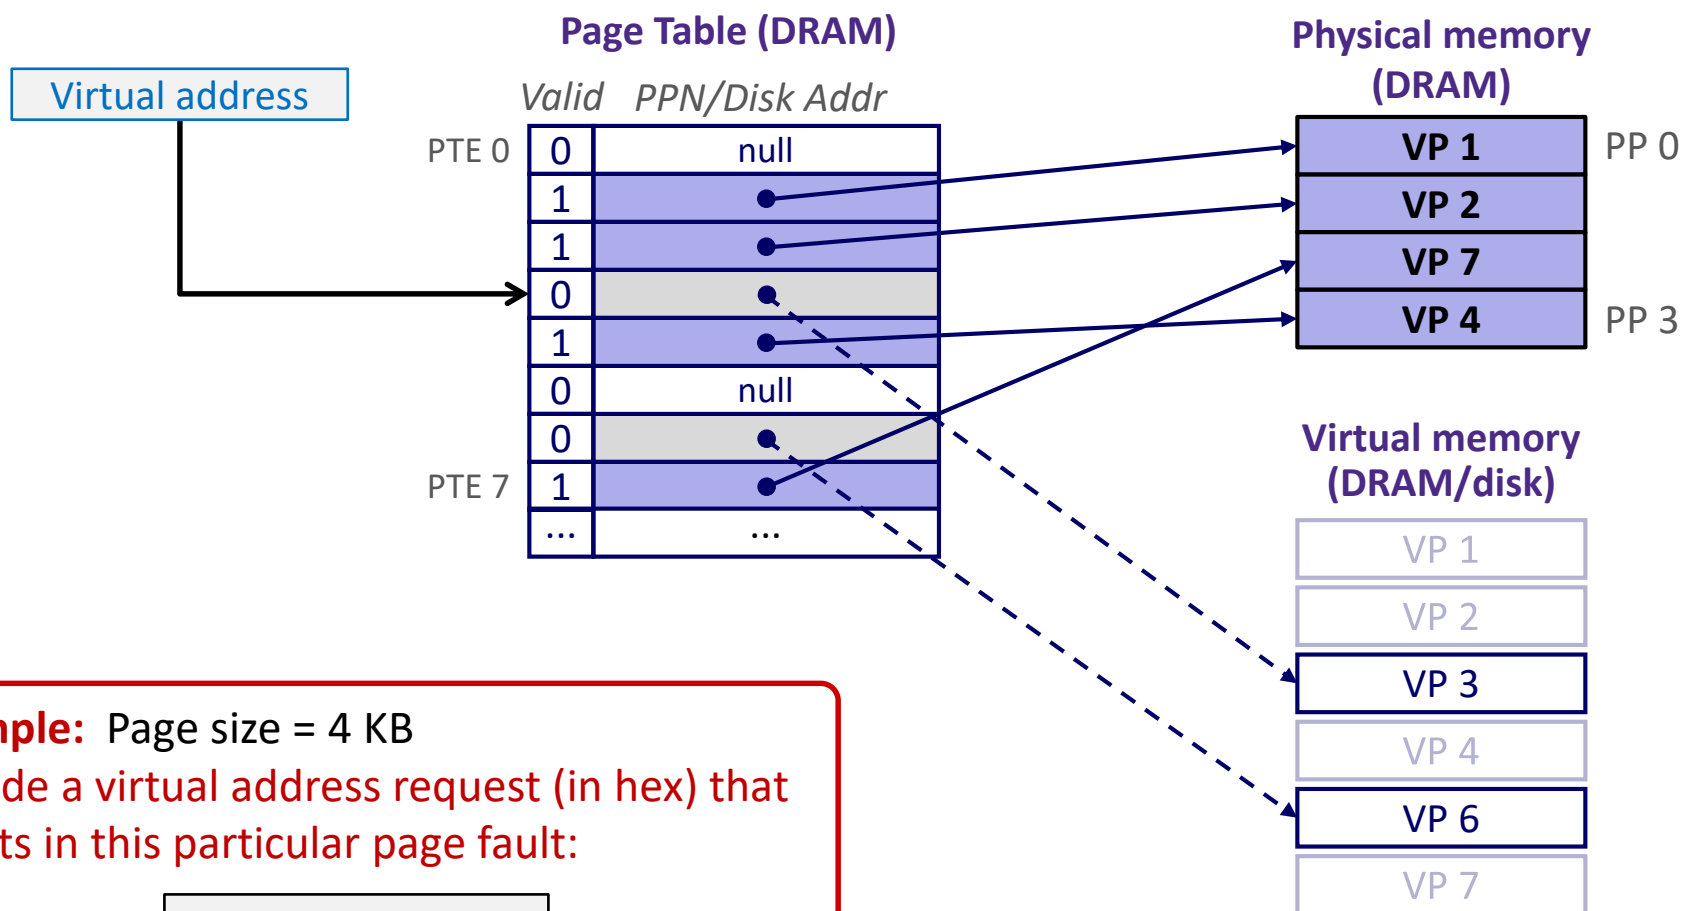 Page Table (DRAM)
Physical memory
(DRAM)
Virtual address
Valid PPN/Disk Addr
PTE 0 0 null
1
1
0
1
0 null
0
PTE 7 1
... ...
VP 1 PP 0
VP 2
VP 7
VP 4 PP 3
Virtual memory
(DRAM/disk)
VP 1
VP 2
VP 3
VP 4
VP 6
VP 7
mple: Page size = 4 KB
de a virtual address request (in hex) that
ts in this particular page fault: